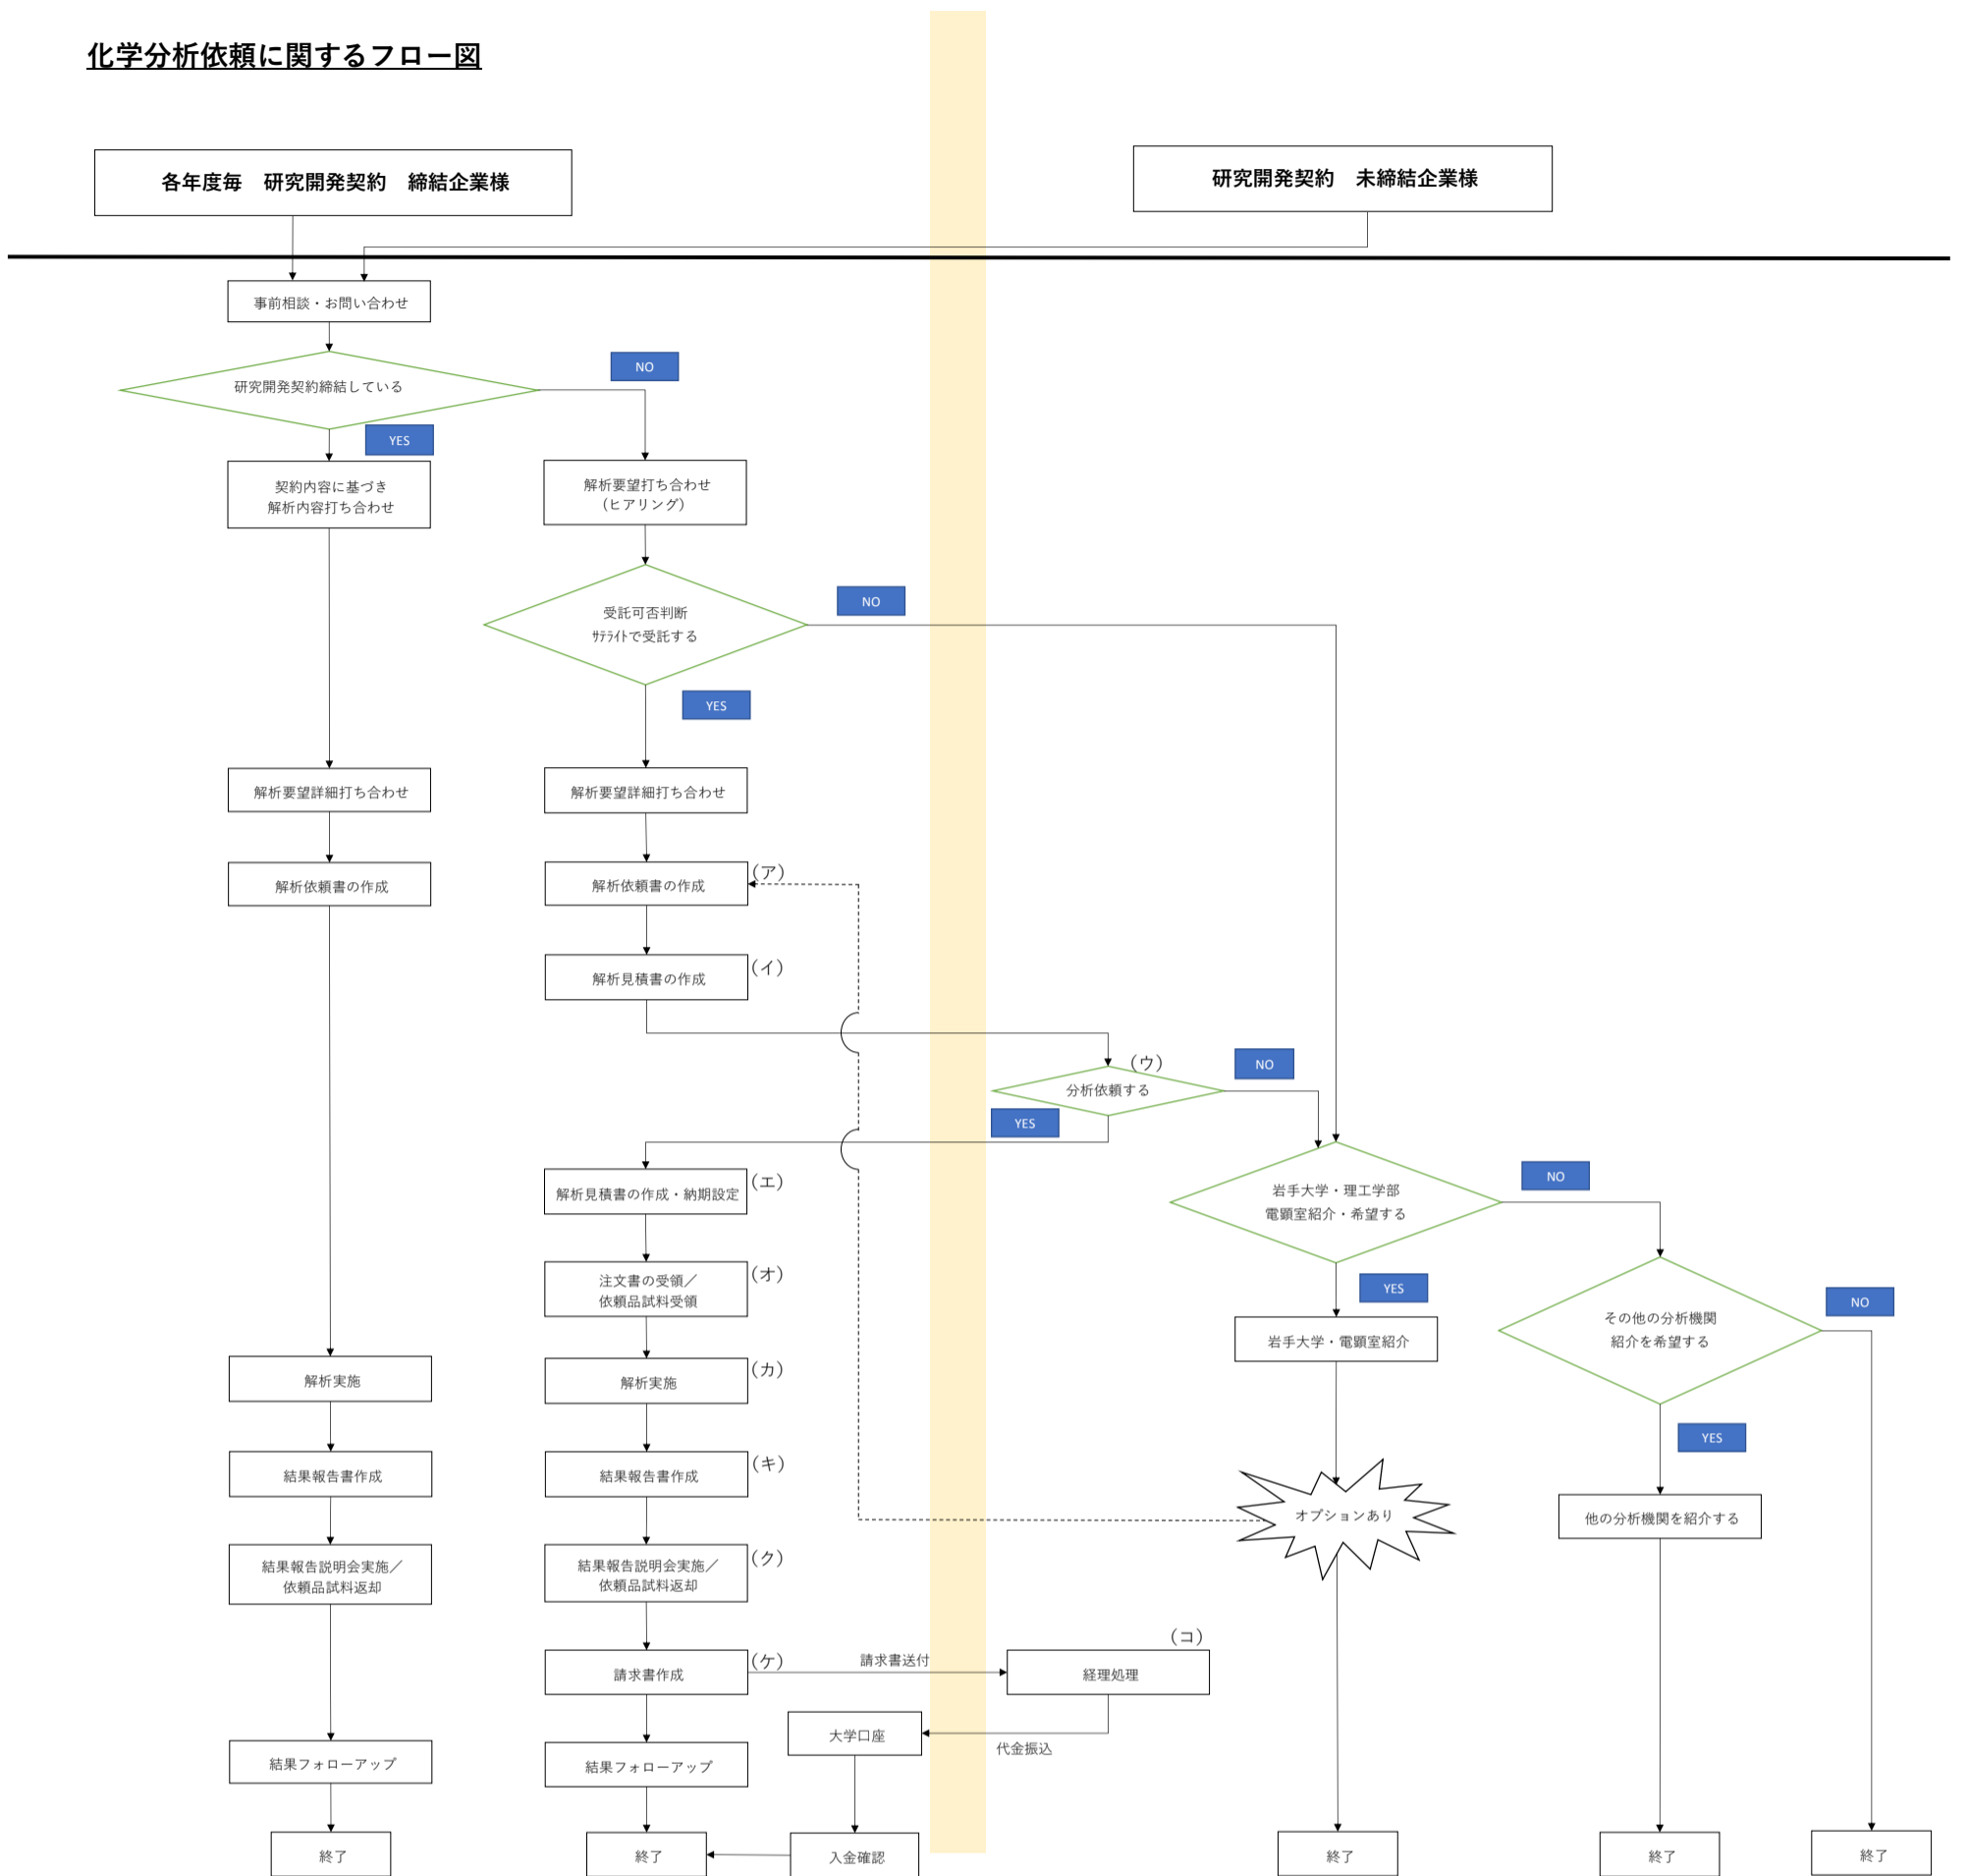 化学分析依頼に関するフロー図
各年度毎　研究開発契約　締結企業様
研究開発契約　未締結企業様
事前相談・お問い合わせ
NO
研究開発契約締結している
YES
契約内容に基づき
解析内容打ち合わせ
解析要望打ち合わせ
（ヒアリング）
NO
受託可否判断
ｻﾃﾗｲﾄで受託する
YES
解析要望詳細打ち合わせ
解析要望詳細打ち合わせ
解析依頼書の作成
解析依頼書の作成
（ア）
解析見積書の作成
（イ）
（ウ）
分析依頼する
NO
YES
解析見積書の作成・納期設定
（エ）
岩手大学・理工学部
電顕室紹介・希望する
NO
注文書の受領／
依頼品試料受領
（オ）
YES
NO
岩手大学・電顕室紹介
その他の分析機関
紹介を希望する
解析実施
解析実施
（カ）
YES
結果報告書作成
結果報告書作成
（キ）
オプションあり
他の分析機関を紹介する
結果報告説明会実施／
依頼品試料返却
結果報告説明会実施／
依頼品試料返却
（ク）
請求書作成
（ケ）
請求書送付
（コ）
経理処理
大学口座
代金振込
結果フォローアップ
結果フォローアップ
終了
終了
入金確認
終了
終了
終了